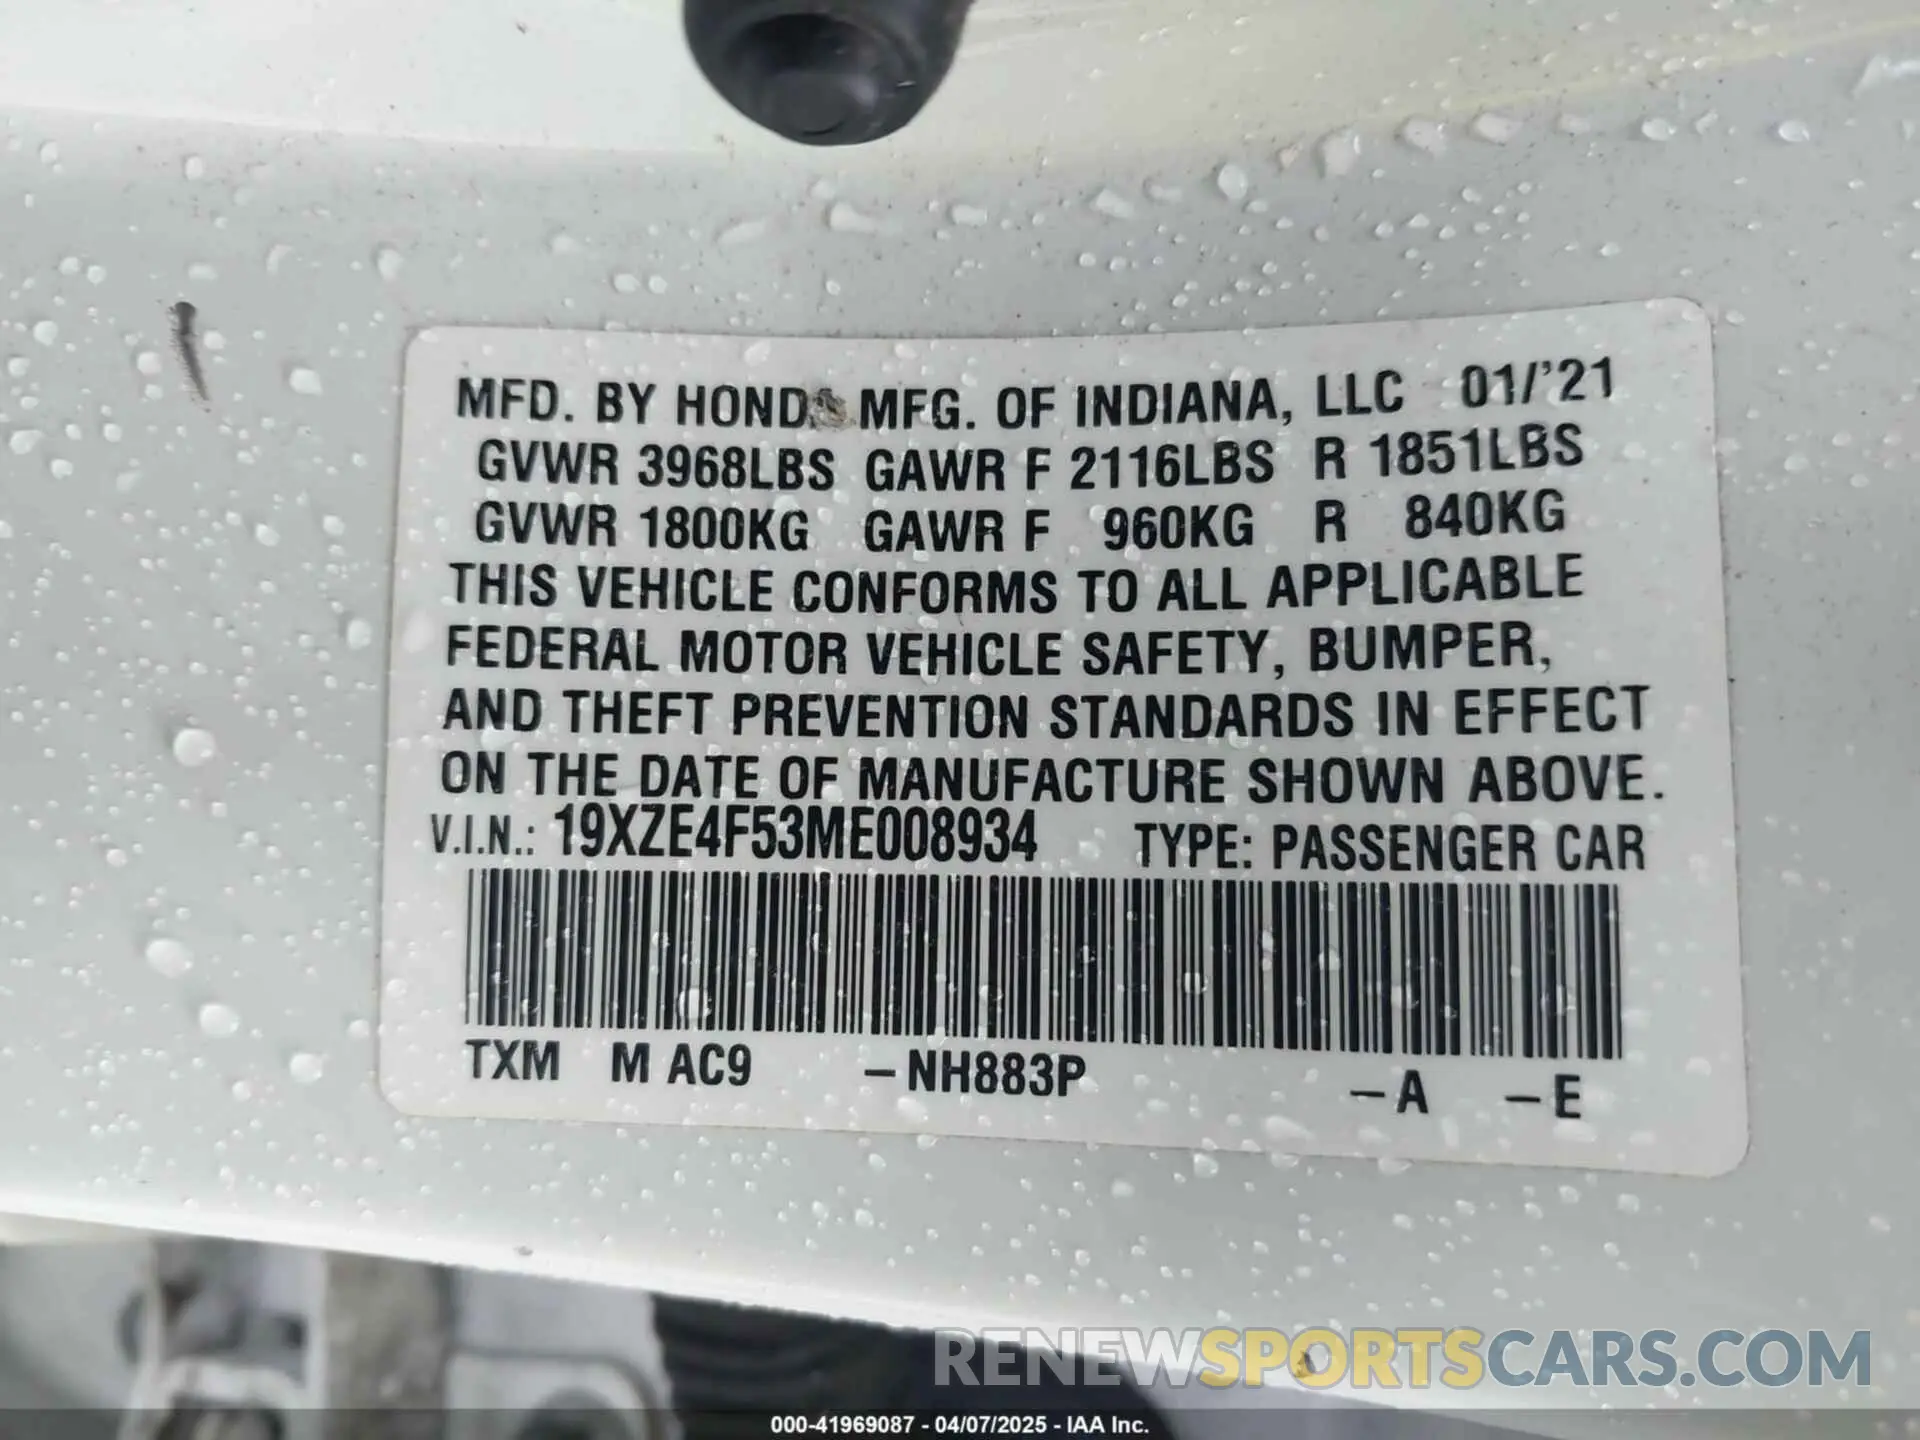 MFD. BY HONDA MFG. OF INDIANA, LLC 01/'21
GVWR 3968LBS GAWR F 2116LBS R 1851LBS
GVWR 1800KG GAWR F 960KG R 840KG
THIS VEHICLE CONFORMS TO ALL APPLICABLE
FEDERAL MOTOR VEHICLE SAFETY, BUMPER,
AND THEFT PREVENTION STANDARDS IN EFFECT
ON THE DATE OF MANUFACTURE SHOWN ABOVE.
V.I.N.: 19XZE4F53ME008934 TYPE: PASSENGER CAR
TXM M AC9 –NH883P –A –E
RENEWSPORTSCARS.COM
000-41969087 - 04/07/2025 - IAA Inc.